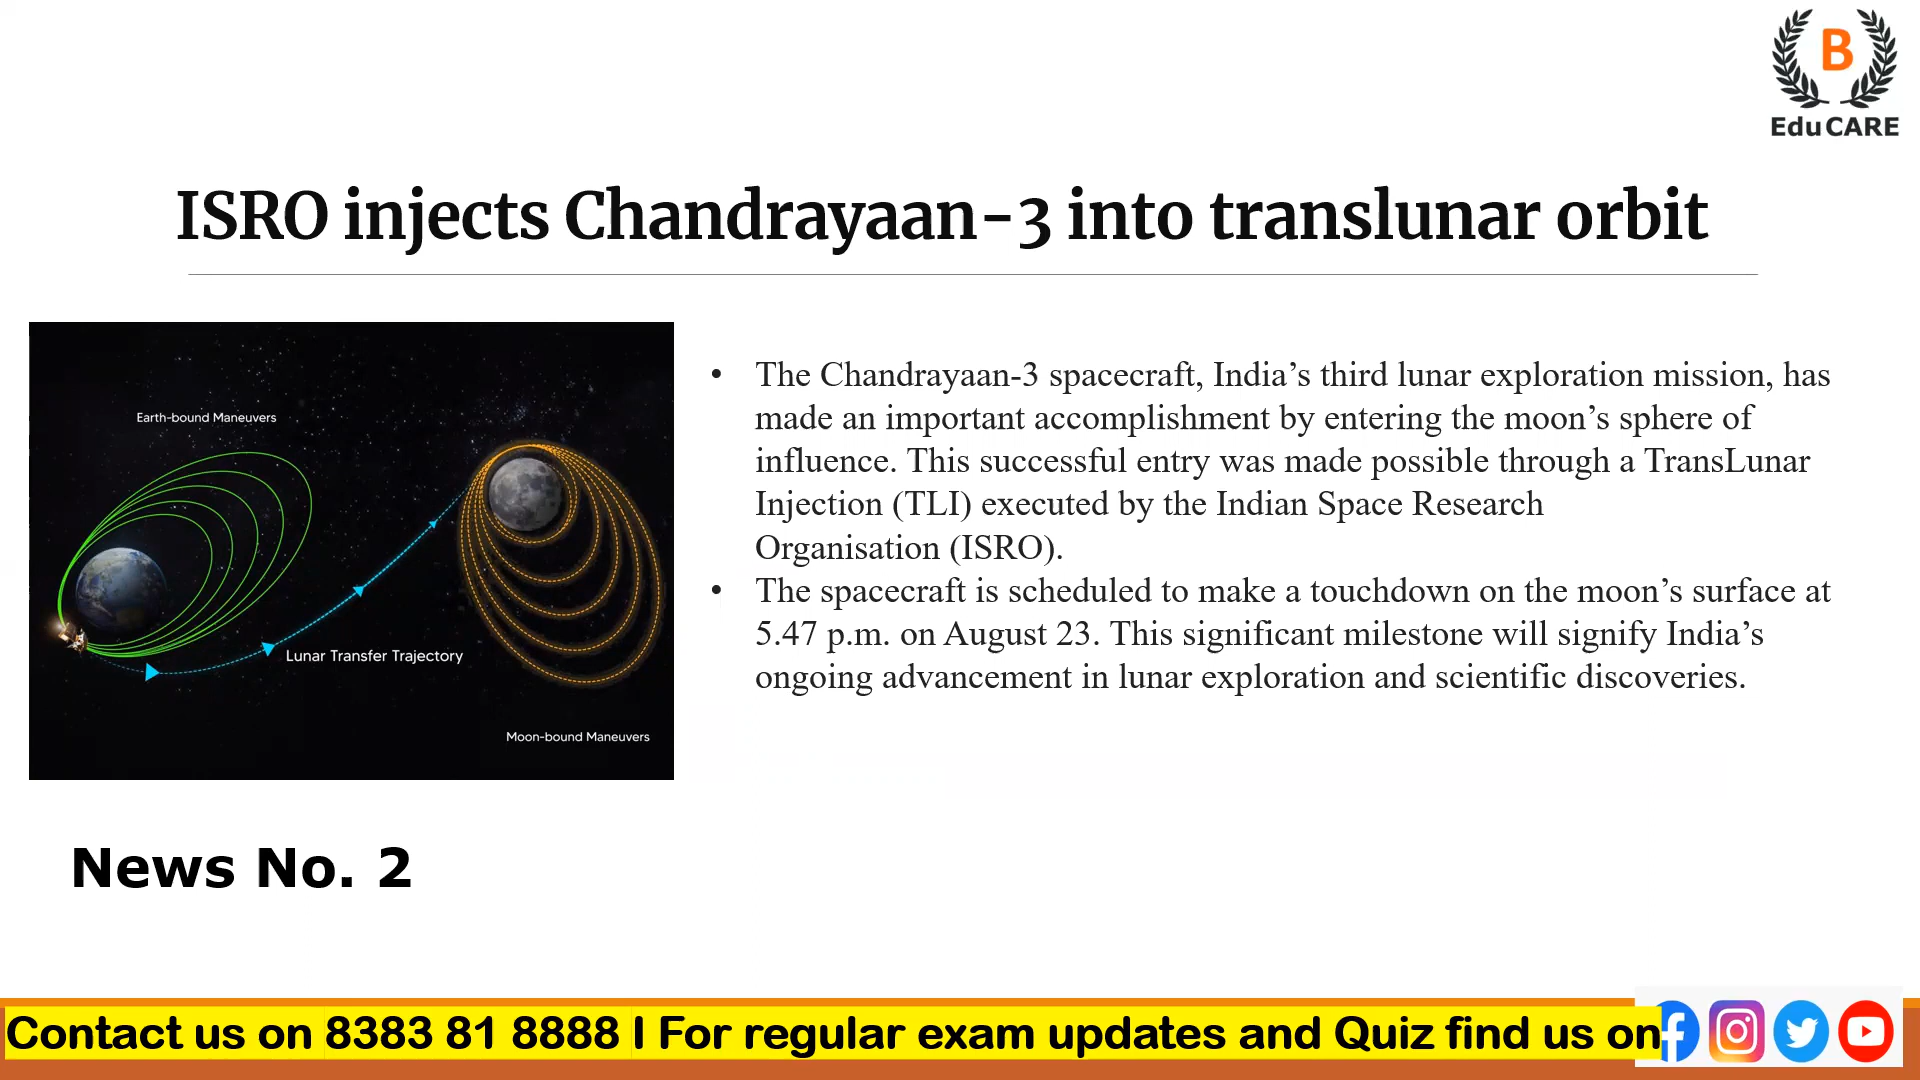 B
EduCARE
ISRO injects Chandrayaan-3 into translunar orbit
Earth-bound Maneuvers
Lunar Transfer Trajectory
Moon-bound Maneuvers
• The Chandrayaan-3 spacecraft, India’s third lunar exploration mission, has
made an important accomplishment by entering the moon’s sphere of
influence. This successful entry was made possible through a TransLunar
Injection (TLI) executed by the Indian Space Research
Organisation (ISRO).
• The spacecraft is scheduled to make a touchdown on the moon’s surface at
5.47 p.m. on August 23. This significant milestone will signify India’s
ongoing advancement in lunar exploration and scientific discoveries.
News No. 2
Contact us on 8383 81 8888 I For regular exam updates and Quiz find us on